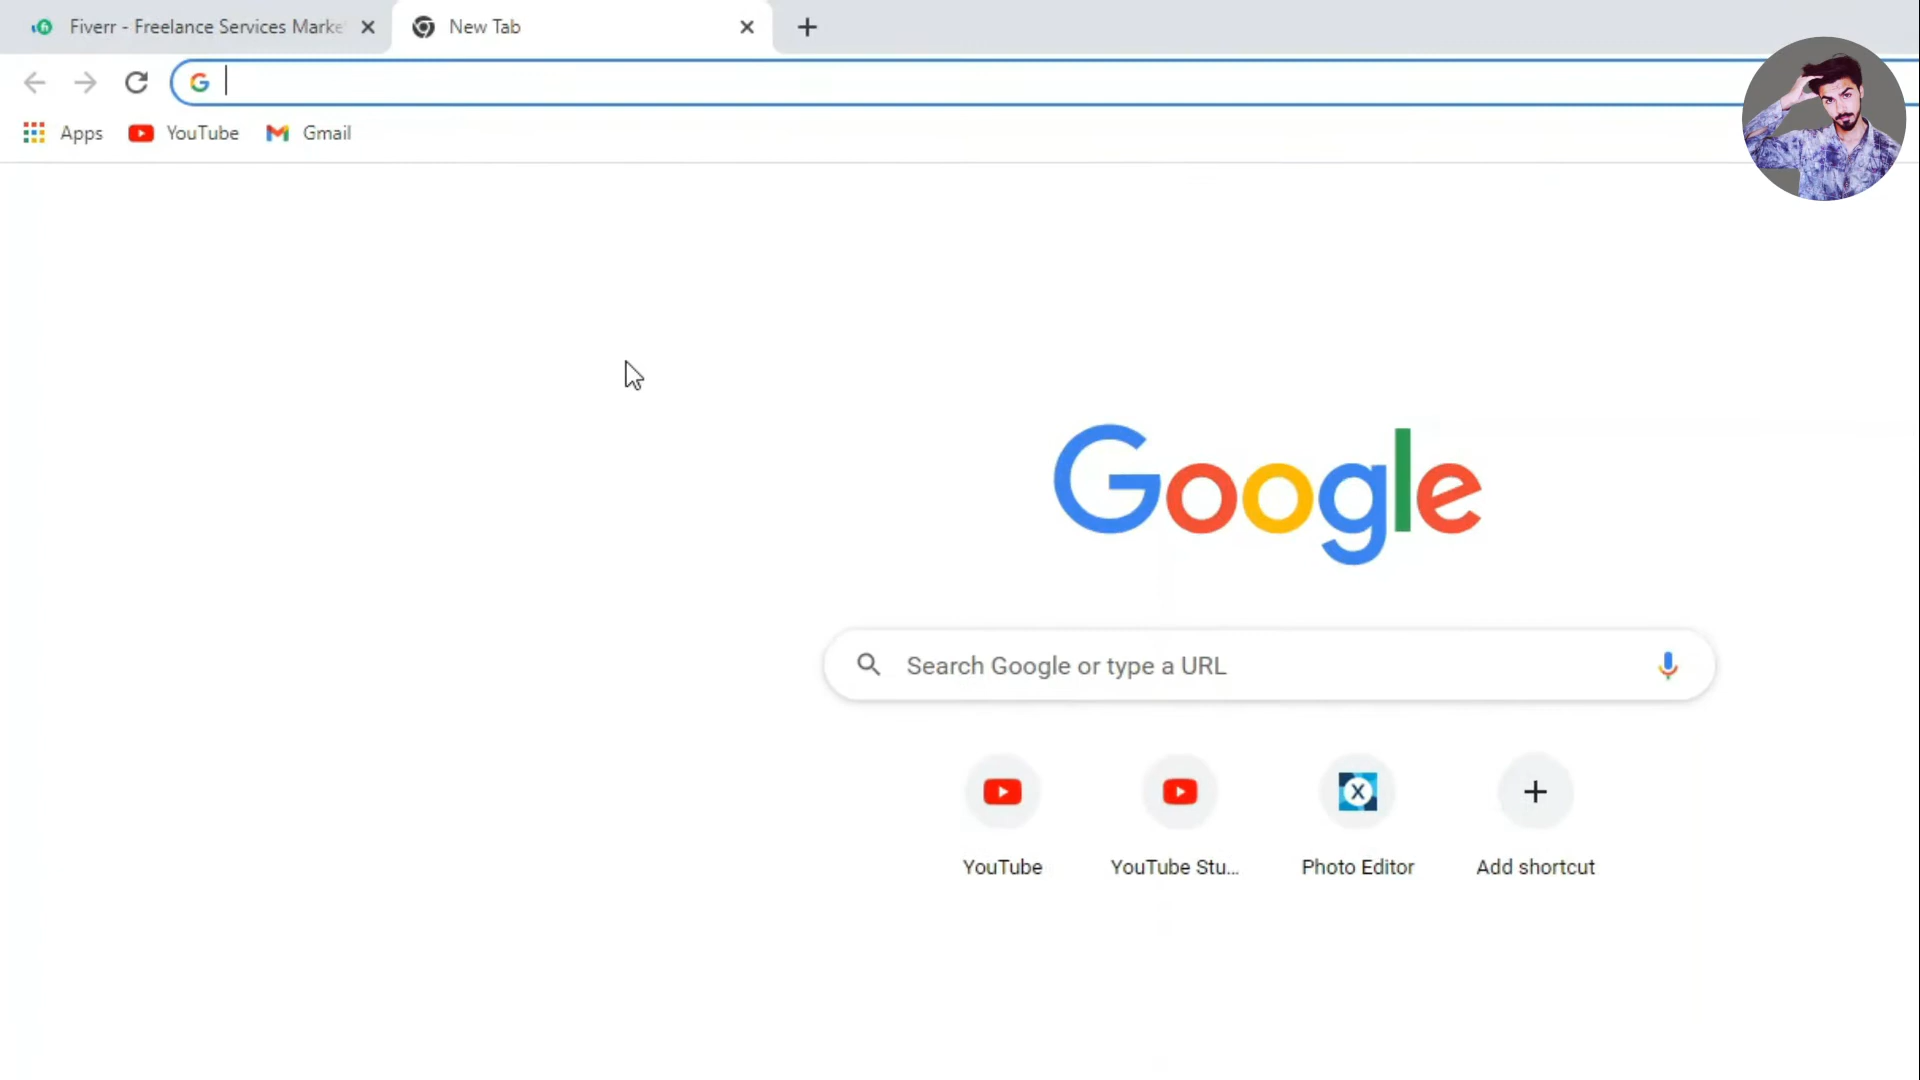 Fiverr - Freelance Services Marke
New Tab
Apps
YouTube
Gmail
Google
Search Google or type a URL
YouTube
YouTube Stu...
Photo Editor
Add shortcut